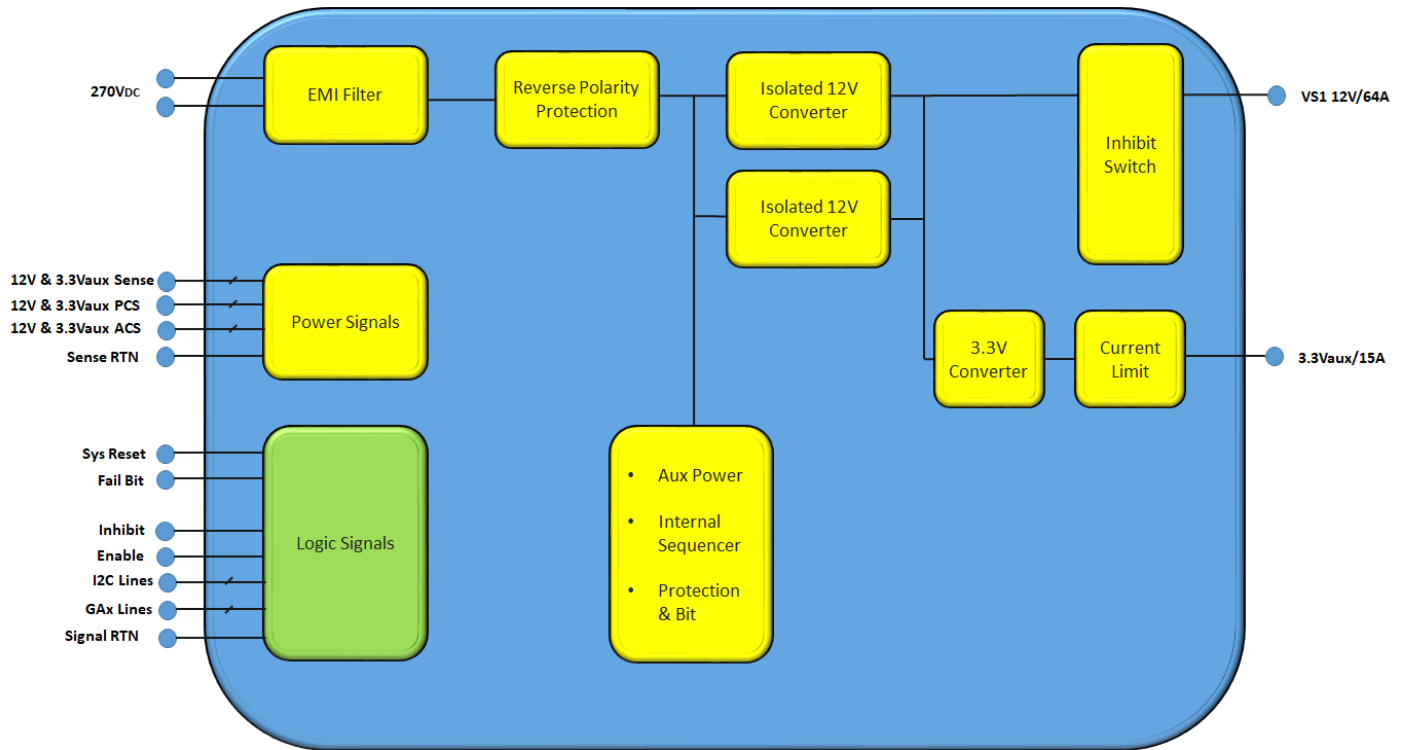 270VDC
EMI Filter
Reverse Polarity
Protection
Isolated 12V
Converter
Isolated 12V
Converter
Inhibit
Switch
VS1 12V/64A
12V & 3.3Vaux Sense
12V & 3.3Vaux PCS
12V & 3.3Vaux ACS
Sense RTN
Power Signals
3.3V
Converter
Current
Limit
3.3Vaux/15A
Sys Reset
Fail Bit
Inhibit
Enable
I2C Lines
GAx Lines
Signal RTN
Logic Signals
• Aux Power
• Internal
Sequencer
• Protection
& Bit